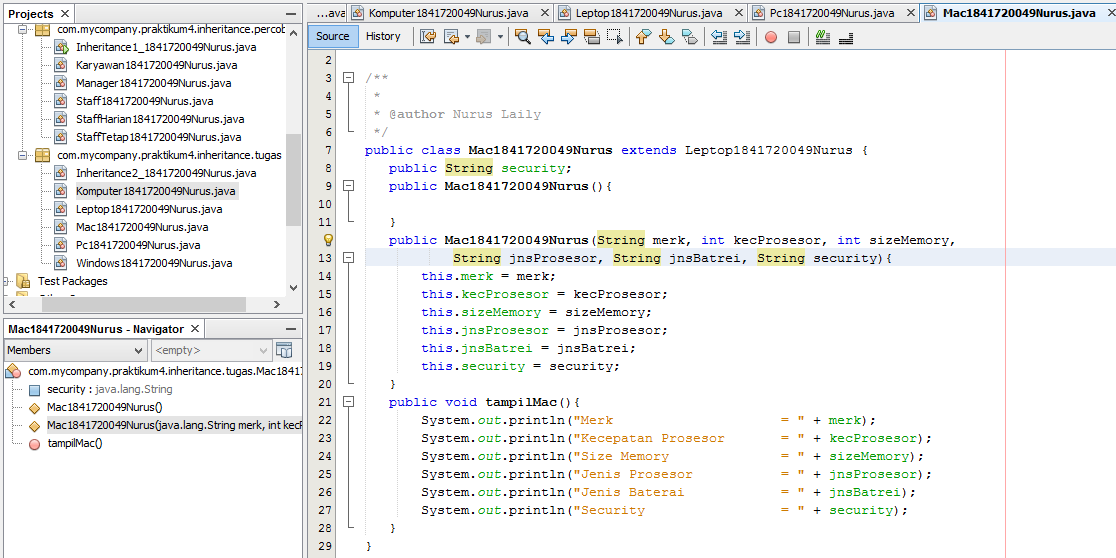 Projects ×
com.mycompany.praktikum4.inheritance.percob
Inheritance1_1841720049Nurus.java
Karyawan1841720049Nurus.java
Manager1841720049Nurus.java
Staff1841720049Nurus.java
StaffHarian1841720049Nurus.java
StaffTetap1841720049Nurus.java
com.mycompany.praktikum4.inheritance.tugas
Inheritance2_1841720049Nurus.java
Komputer1841720049Nurus.java
Leptop1841720049Nurus.java
Mac1841720049Nurus.java
Pc1841720049Nurus.java
Windows1841720049Nurus.java
Test Packages
Mac1841720049Nurus - Navigator ×
Members <empty>
com.mycompany.praktikum4.inheritance.tugas.Mac1841
security : java.lang.String
Mac1841720049Nurus()
Mac1841720049Nurus(java.lang.String merk, int kecP
tampilMac()
...ava Komputer1841720049Nurus.java Leptop1841720049Nurus.java Pc1841720049Nurus.java Mac1841720049Nurus.java
Source History
2
3 /**
4 *
5 * @author Nurus Laily
6 */
7 public class Mac1841720049Nurus extends Leptop1841720049Nurus {
8 public String security;
9 public Mac1841720049Nurus(){
10
11 }
public Mac1841720049Nurus(String merk, int kecProsesor, int sizeMemory,
13 String jnsProsesor, String jnsBatrei, String security){
14 this.merk = merk;
15 this.kecProsesor = kecProsesor;
16 this.sizeMemory = sizeMemory;
17 this.jnsProsesor = jnsProsesor;
18 this.jnsBatrei = jnsBatrei;
19 this.security = security;
20 }
21 public void tampilMac(){
22 System.out.println("Merk = " + merk);
23 System.out.println("Kecepatan Prosesor = " + kecProsesor);
24 System.out.println("Size Memory = " + sizeMemory);
25 System.out.println("Jenis Prosesor = " + jnsProsesor);
26 System.out.println("Jenis Baterai = " + jnsBatrei);
27 System.out.println("Security = " + security);
28 }
29 }